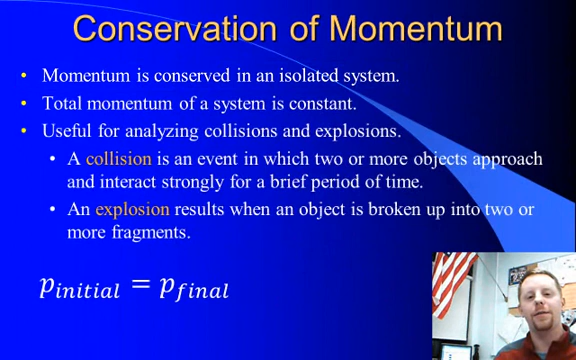 Conservation of Momentum
• Momentum is conserved in an isolated system.
• Total momentum of a system is constant.
• Useful for analyzing collisions and explosions.
• A collision is an event in which two or more objects approach
and interact strongly for a brief period of time.
• An explosion results when an object is broken up into two or
more fragments.
p_initial = p_final